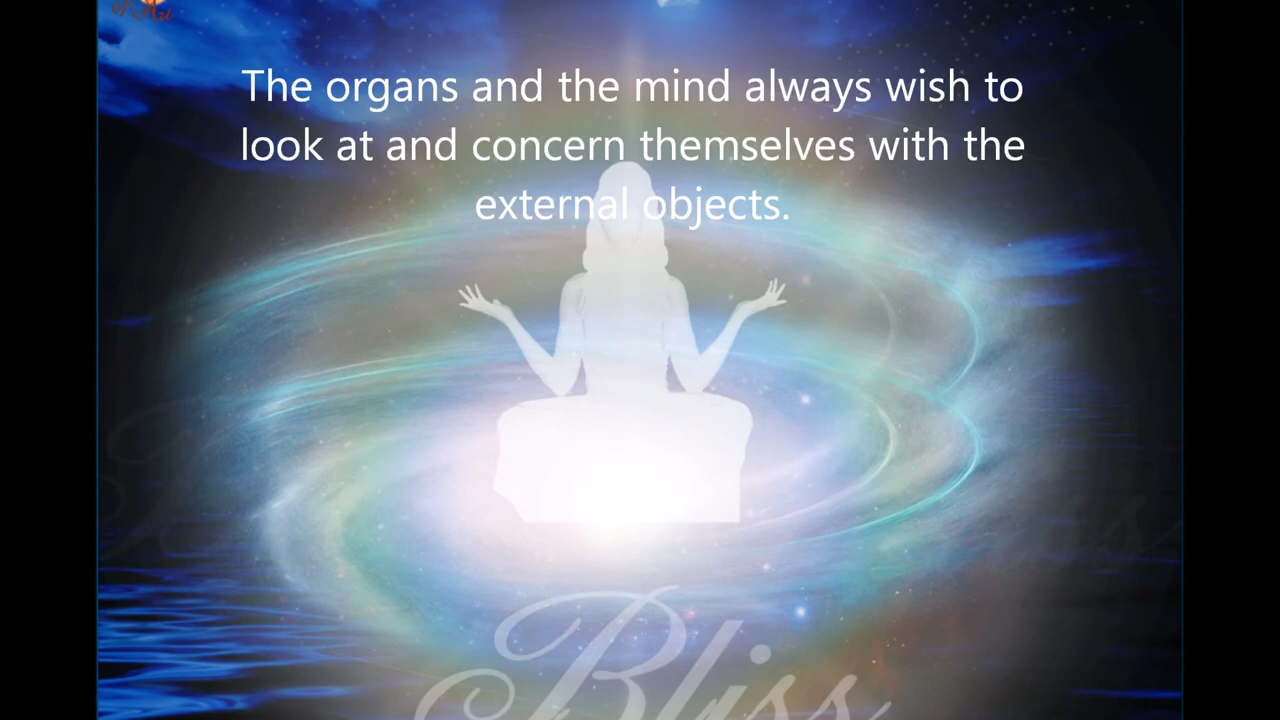 The organs and the mind always wish to
look at and concern themselves with the
external objects.
Bliss